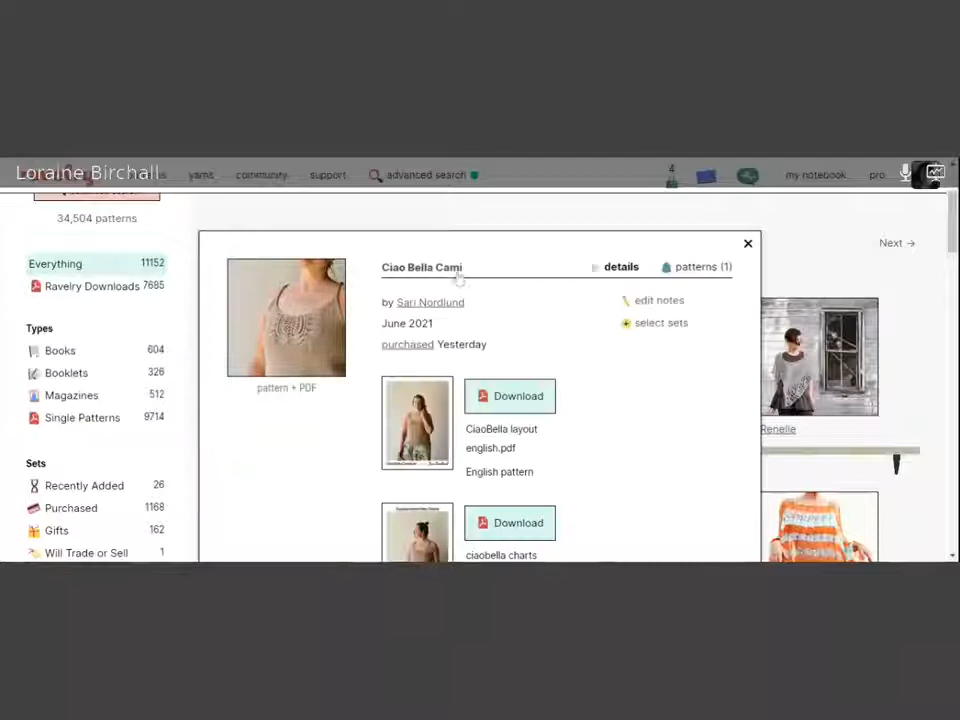 Loraine Birchall
yarns community support advanced search 4 my notebook pro
34,504 patterns
Everything 11152
Ravelry Downloads 7685
Types
Books 604
Booklets 326
Magazines 512
Single Patterns 9714
Sets
Recently Added 26
Purchased 1168
Gifts 162
Will Trade or Sell 1
Next →
Ciao Bella Cami
details
patterns (1)
by Sari Nordlund
edit notes
June 2021
select sets
purchased Yesterday
pattern + PDF
Download
CiaoBella layout
english.pdf
English pattern
Download
ciaobella charts
Renelle